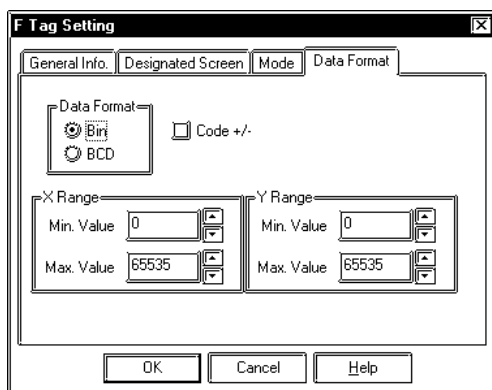 F Tag Setting
General Info. Designated Screen Mode Data Format
Data Format
Bin
Code +/-
BCD
X Range
Y Range
Min. Value 0
Min. Value 0
Max. Value 65535
Max. Value 65535
OK Cancel Help